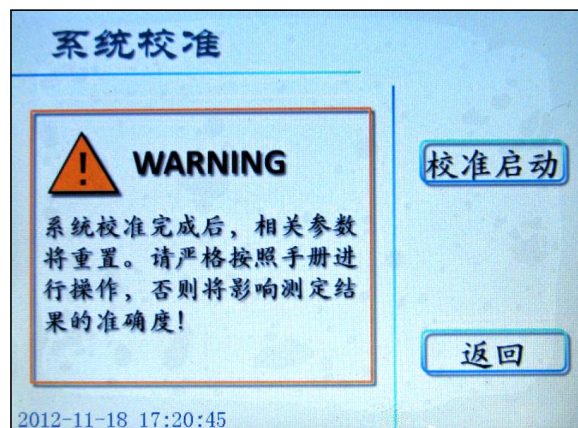 系统校准
WARNING
系统校准完成后，相关参数
将重置。请严格按照手册进
行操作，否则将影响测定结
果的准确度！
校准启动
返回
2012-11-18 17:20:45